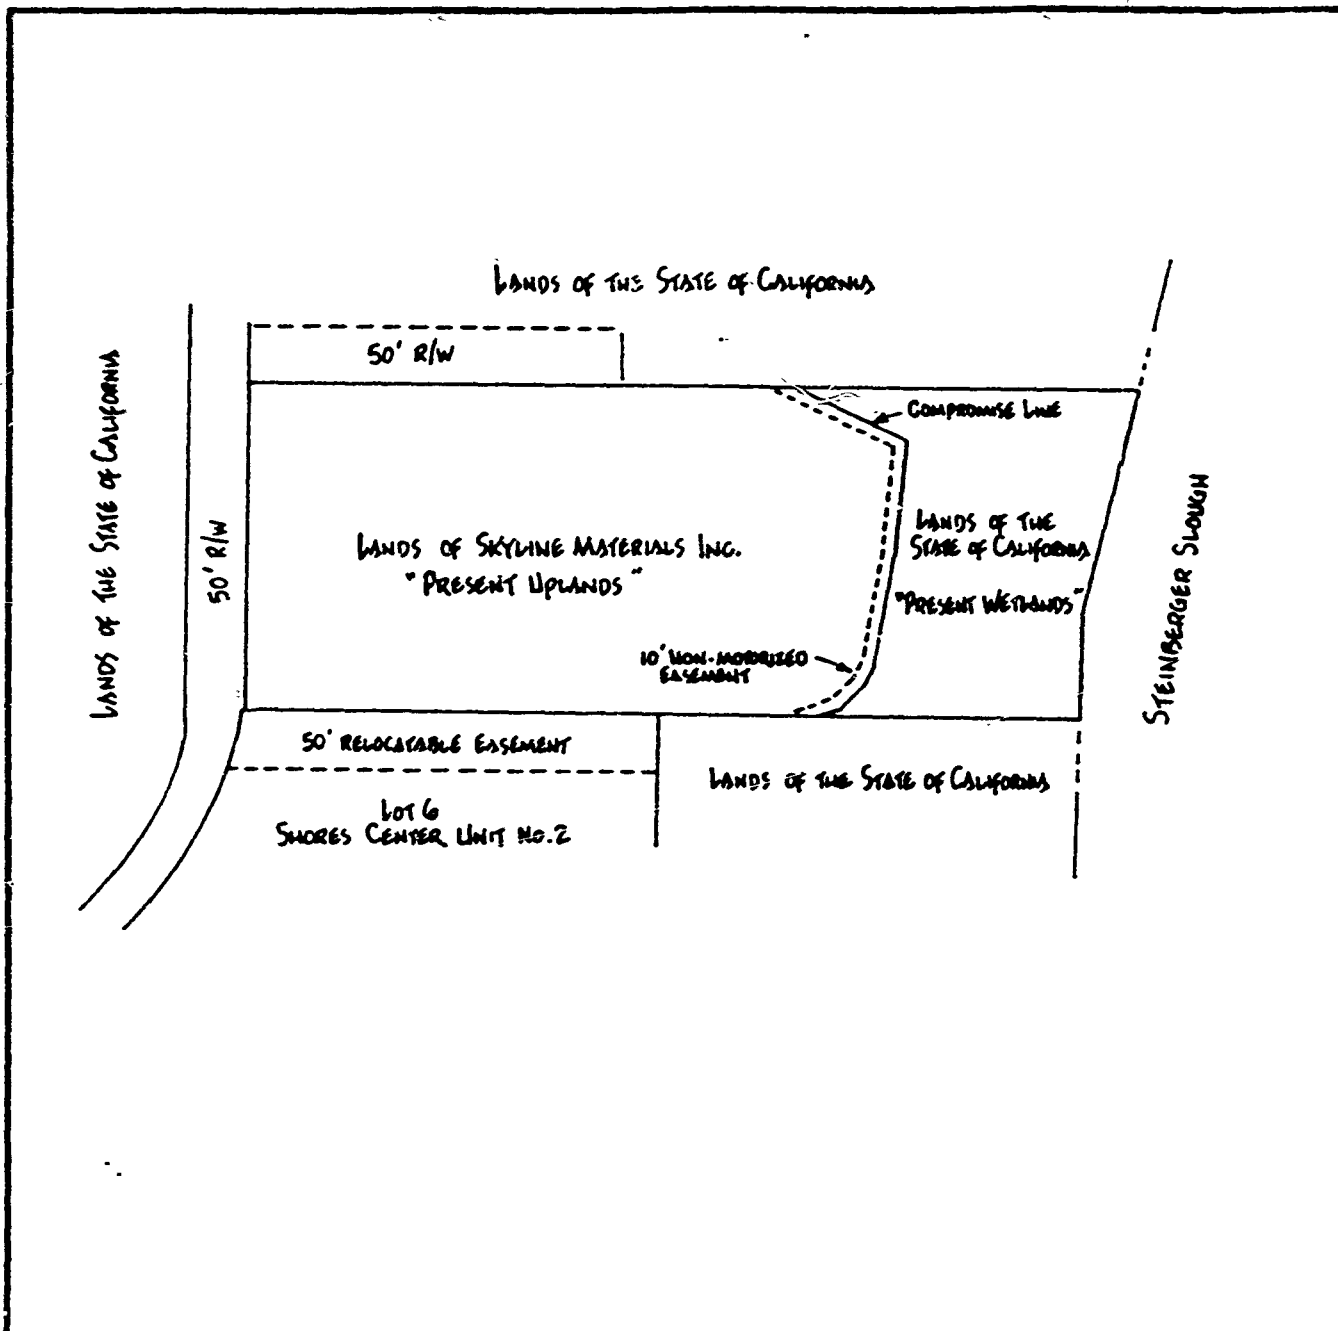 LANDS OF THE STATE OF CALIFORNIA
50' R/W
COMPROMISE LINE
LANDS OF THE STATE OF CALIFORNIA
50' R/W
LANDS OF SKYLINE MATERIALS INC.
"PRESENT UPLANDS"
LANDS OF THE
STATE OF CALIFORNIA
"PRESENT WETLANDS"
STEINBERGER SLOUGH
10' NON-MOTORIZED
EASEMENT
50' RELOCATABLE EASEMENT
LANDS OF THE STATE OF CALIFORNIA
LOT 6
SHORES CENTER UNIT NO. 2